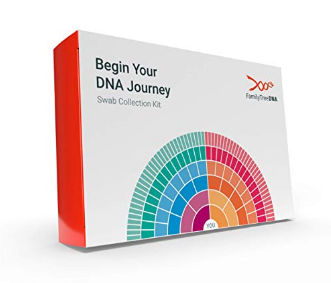 Begin Your
DNA Journey
Swab Collection Kit
FamilyTreeDNA
YOU